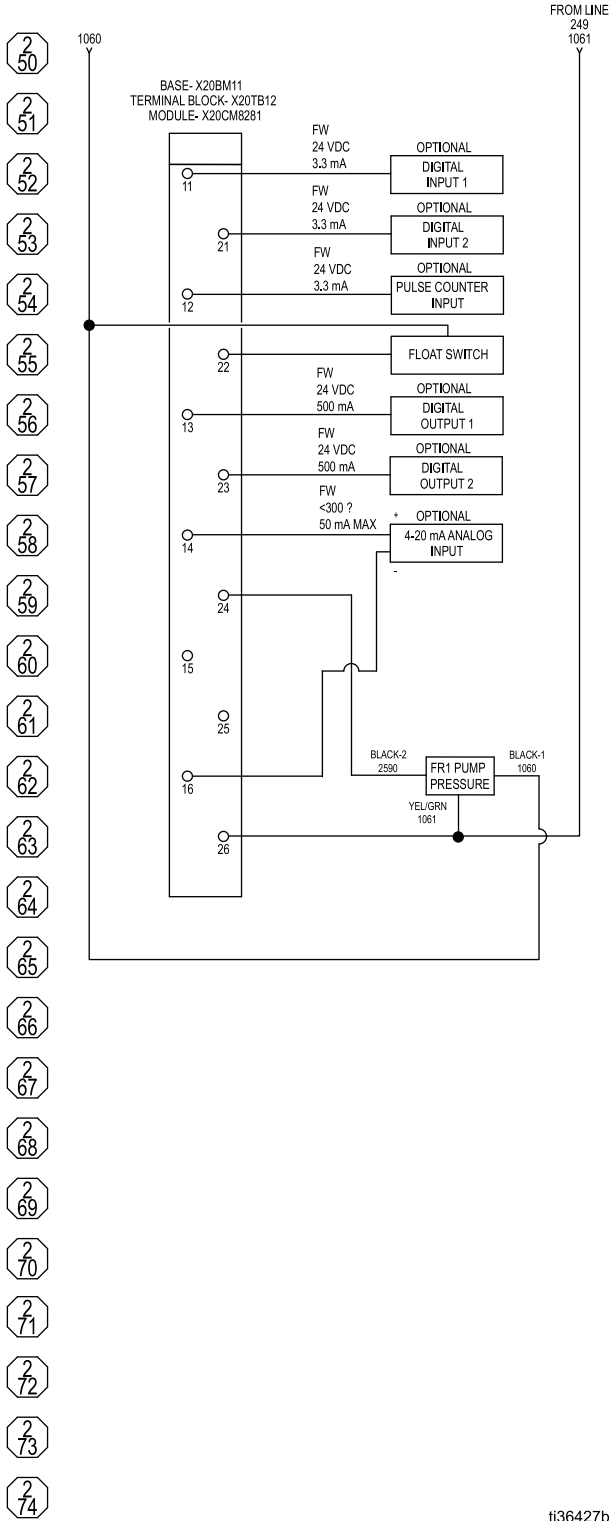 FROM LINE
249
1061
1060
2
50
BASE- X20BM11
TERMINAL BLOCK- X20TB12
MODULE- X20CM8281
2
51
FW
24 VDC
3.3 mA
OPTIONAL
DIGITAL
INPUT 1
11
2
52
FW
24 VDC
3.3 mA
OPTIONAL
DIGITAL
INPUT 2
21
2
53
FW
24 VDC
3.3 mA
OPTIONAL
PULSE COUNTER
INPUT
12
2
54
FLOAT SWITCH
22
2
55
FW
24 VDC
500 mA
OPTIONAL
DIGITAL
OUTPUT 1
13
2
56
FW
24 VDC
500 mA
OPTIONAL
DIGITAL
OUTPUT 2
23
2
57
FW
<300 ?
50 mA MAX
+ OPTIONAL
4-20 mA ANALOG
INPUT
-
14
2
58
24
2
59
15
2
60
25
2
61
BLACK-2
2590
FR1 PUMP
PRESSURE
BLACK-1
1060
16
2
62
YEL/GRN
1061
26
2
63
2
64
2
65
2
66
2
67
2
68
2
69
2
70
2
71
2
72
2
73
2
74
ti36427b